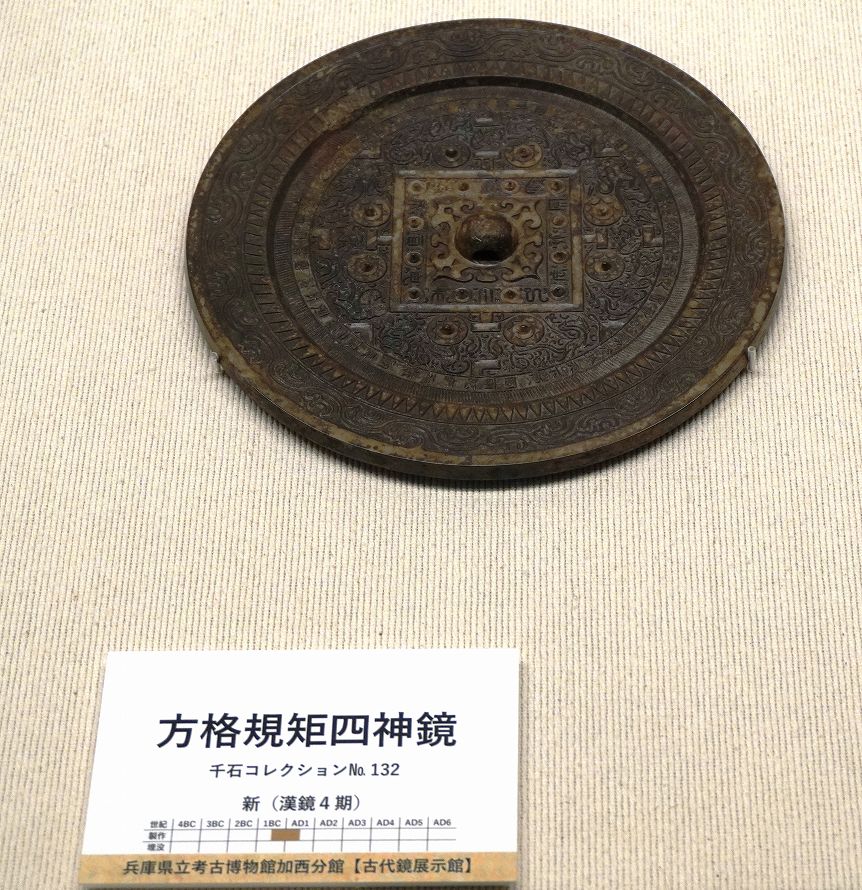 方格規矩四神鏡
千石コレクション№132
新（漢鏡４期）
世紀 4BC 3BC 2BC 1BC AD1 AD2 AD3 AD4 AD5 AD6
製作
埋没
兵庫県立考古博物館加西分館【古代鏡展示館】